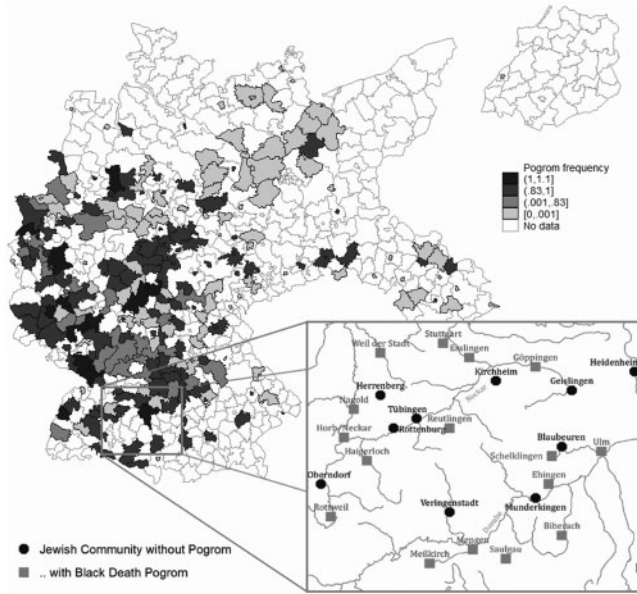 Pogrom frequency
(1,1.1]
(.83,1]
(.001,.83]
[0,.001]
No data
Stuttgart
Weil der Stadt
Esslingen
Göppingen
Heidenheim
Kirchheim
Geislingen
Herrenberg
Neckar
Nagold
Tübingen
Reutlingen
Rottenburg
Horb/Neckar
Blaubeuren
Ulm
Haigerloch
Schelklingen
Ehingen
Oberndorf
Munderkingen
Veringenstadt
Rottweil
Biberach
Mengen
Meßkirch
Saulgau
Jewish Community without Pogrom
.. with Black Death Pogrom